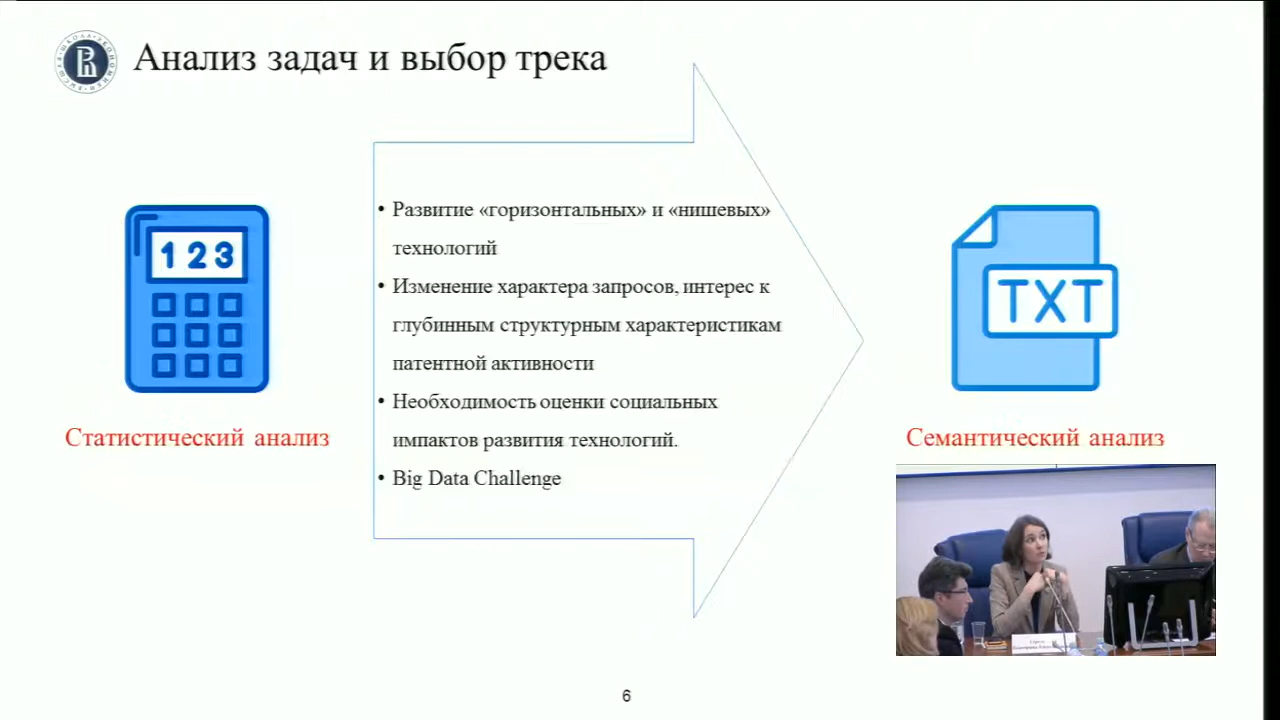 Анализ задач и выбор трека
123
Статистический анализ
• Развитие «горизонтальных» и «нишевых»
технологий
• Изменение характера запросов, интерес к
глубинным структурным характеристикам
патентной активности
• Необходимость оценки социальных
импактов развития технологий.
• Big Data Challenge
TXT
Семантический анализ
6